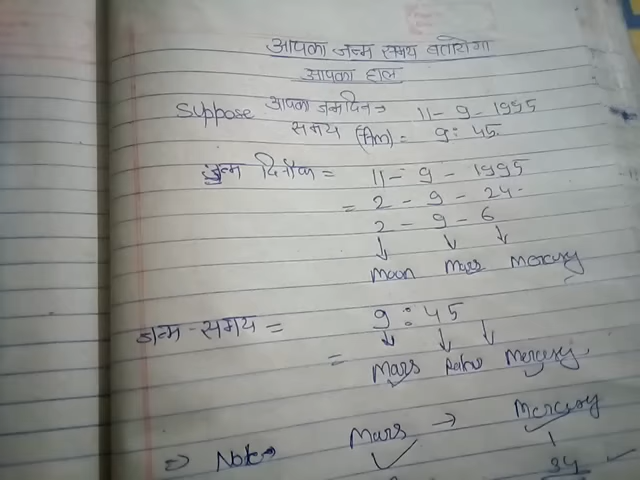 आपका जन्म समय बतायेगा
आपका हाल
Suppose आपका जन्मदिन = 11 - 9 - 1995
समय (Am) = 9 : 45
जन्म दिनाँक = 11 - 9 - 1995
= 2 - 9 - 24
2 - 9 - 6
↓ ↓ ↓
Moon Mars Mercury
जन्म - समय = 9 : 45
↓ ↓ ↓
= Mars Rahu Mercury
⇒ Note → Mars → Mercury
34